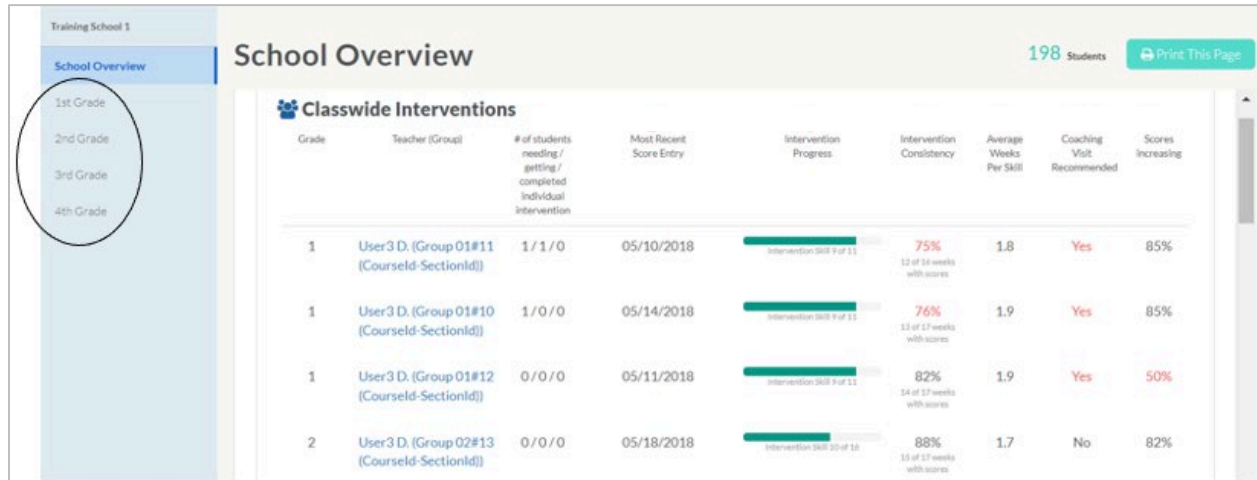 Training School 1
School Overview
1st Grade
2nd Grade
3rd Grade
4th Grade
School Overview
198 Students
Print This Page
Classwide Interventions
Grade
Teacher (Group)
# of students
needing /
getting /
completed
individual
intervention
Most Recent
Score Entry
Intervention
Progress
Intervention
Consistency
Average
Weeks
Per Skill
Coaching
Visit
Recommended
Scores
Increasing
1
User3 D. (Group 01#11
(CourseId-SectionId))
1/1/0
05/10/2018
Intervention Skill 9 of 11
75%
12 of 16 weeks
with scores
1.8
Yes
85%
1
User3 D. (Group 01#10
(CourseId-SectionId))
1/0/0
05/14/2018
Intervention Skill 9 of 11
76%
13 of 17 weeks
with scores
1.9
Yes
85%
1
User3 D. (Group 01#12
(CourseId-SectionId))
0/0/0
05/11/2018
Intervention Skill 9 of 11
82%
14 of 17 weeks
with scores
1.9
Yes
50%
2
User3 D. (Group 02#13
(CourseId-SectionId))
0/0/0
05/18/2018
Intervention Skill 10 of 16
88%
15 of 17 weeks
with scores
1.7
No
82%